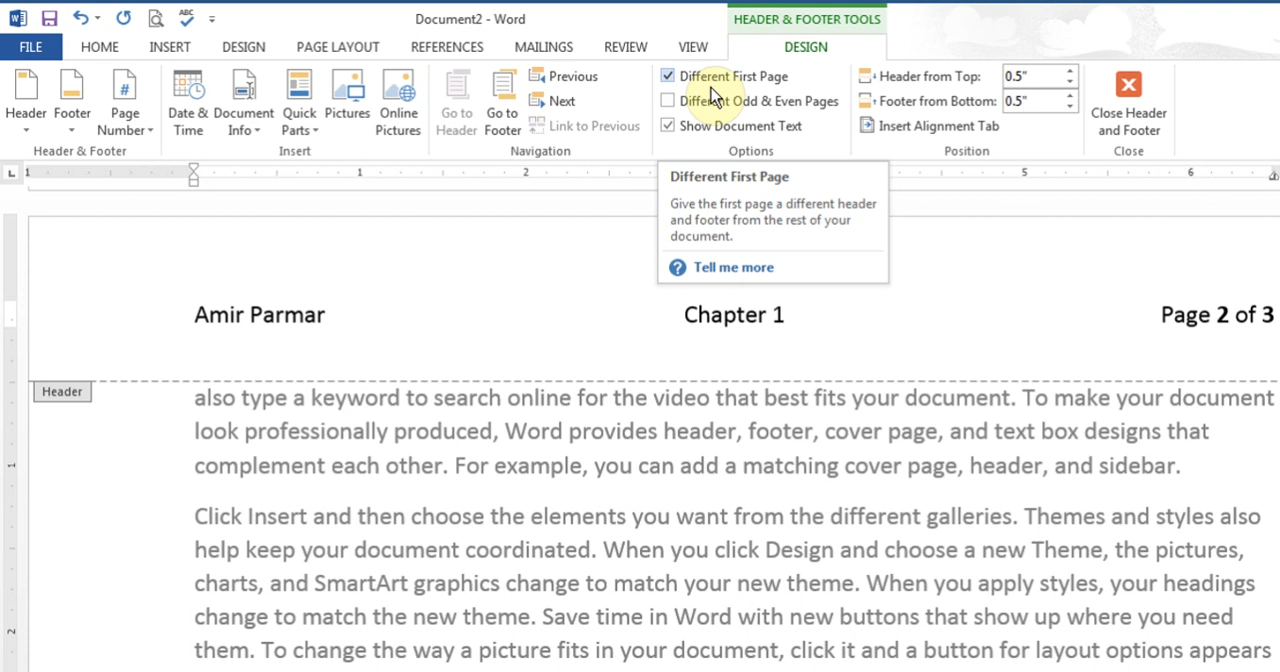 ABC
Document2 - Word
HEADER & FOOTER TOOLS
FILE
HOME
INSERT
DESIGN
PAGE LAYOUT
REFERENCES
MAILINGS
REVIEW
VIEW
DESIGN
Header
Footer
Page
Number
Header & Footer
Date &
Time
Document
Info
Quick
Parts
Pictures
Online
Pictures
Insert
Go to
Header
Go to
Footer
Previous
Next
Link to Previous
Navigation
Different First Page
Different Odd & Even Pages
Show Document Text
Options
Header from Top: 0.5"
Footer from Bottom: 0.5"
Insert Alignment Tab
Position
Close Header
and Footer
Close
1 1 2 5 6
Different First Page
Give the first page a different header
and footer from the rest of your
document.
Tell me more
Amir Parmar Chapter 1 Page 2 of 3
Header
also type a keyword to search online for the video that best fits your document. To make your document
look professionally produced, Word provides header, footer, cover page, and text box designs that
complement each other. For example, you can add a matching cover page, header, and sidebar.
1
Click Insert and then choose the elements you want from the different galleries. Themes and styles also
help keep your document coordinated. When you click Design and choose a new Theme, the pictures,
charts, and SmartArt graphics change to match your new theme. When you apply styles, your headings
change to match the new theme. Save time in Word with new buttons that show up where you need
2
them. To change the way a picture fits in your document, click it and a button for layout options appears